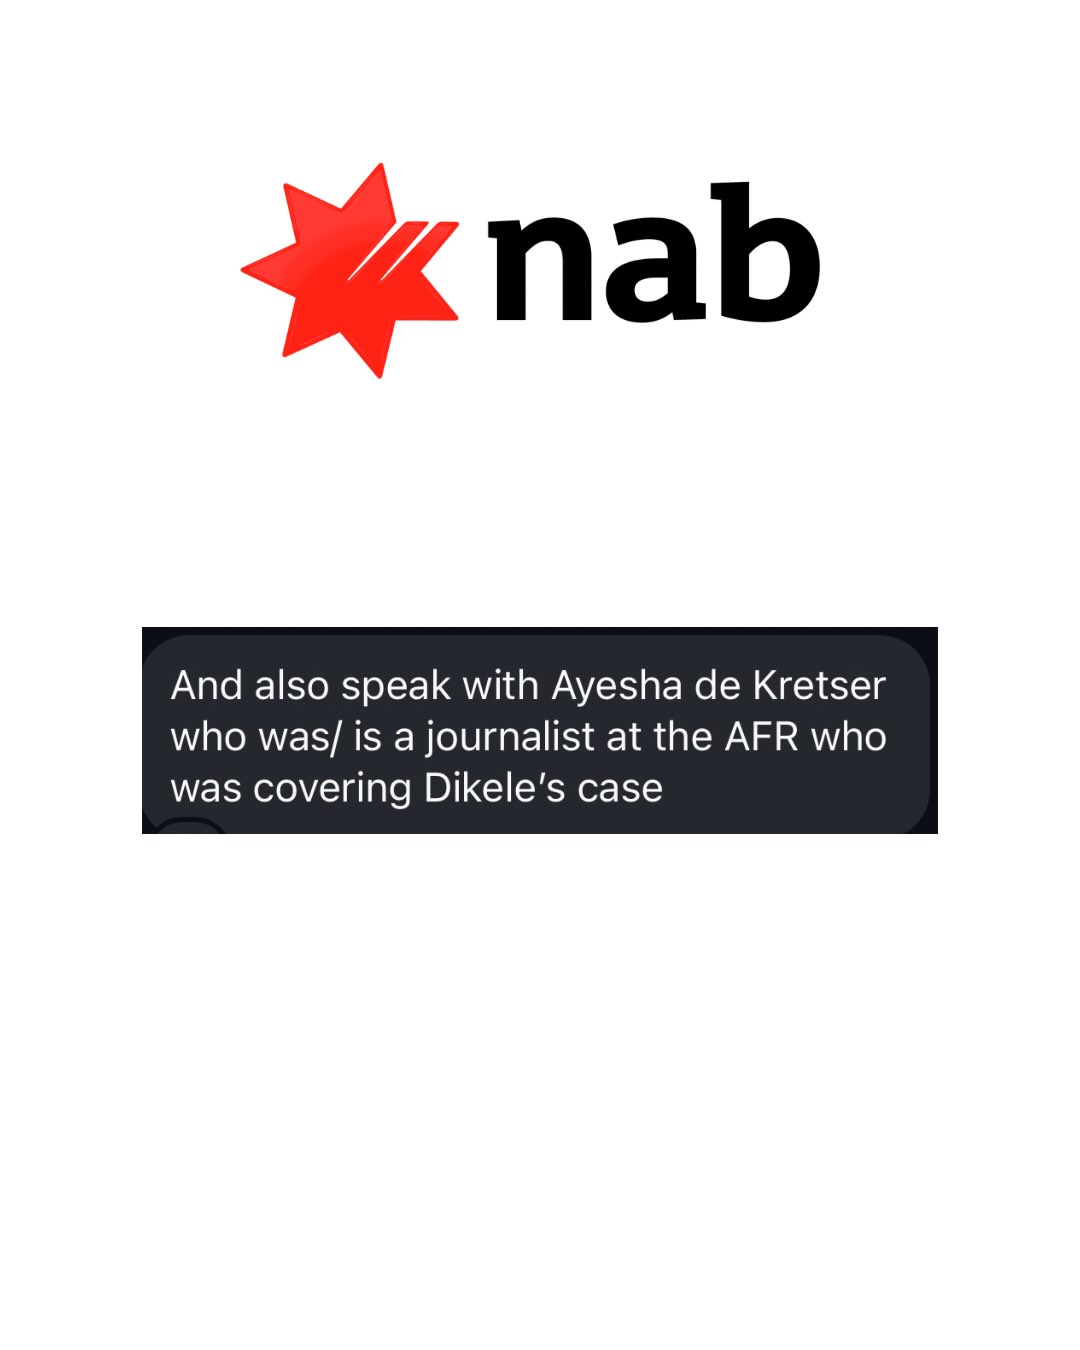 nab
And also speak with Ayesha de Kretser
who was/ is a journalist at the AFR who
was covering Dikele’s case